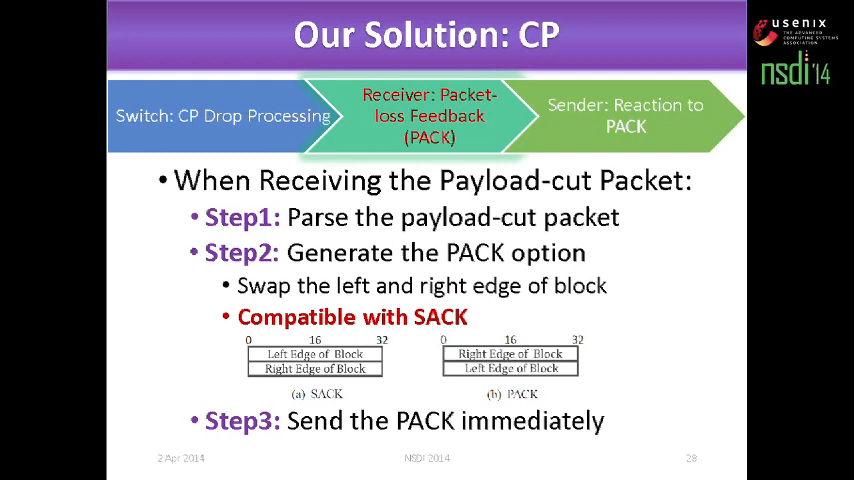 Our Solution: CP
usenix
THE ADVANCED
COMPUTING SYSTEMS
ASSOCIATION
nsdi'14
Switch: CP Drop Processing
Receiver: Packet-
loss Feedback
(PACK)
Sender: Reaction to
PACK
• When Receiving the Payload-cut Packet:
• Step1: Parse the payload-cut packet
• Step2: Generate the PACK option
• Swap the left and right edge of block
• Compatible with SACK
0 16 32
Left Edge of Block
Right Edge of Block
(a) SACK
0 16 32
Right Edge of Block
Left Edge of Block
(b) PACK
• Step3: Send the PACK immediately
2 Apr 2014
NSDI 2014
28